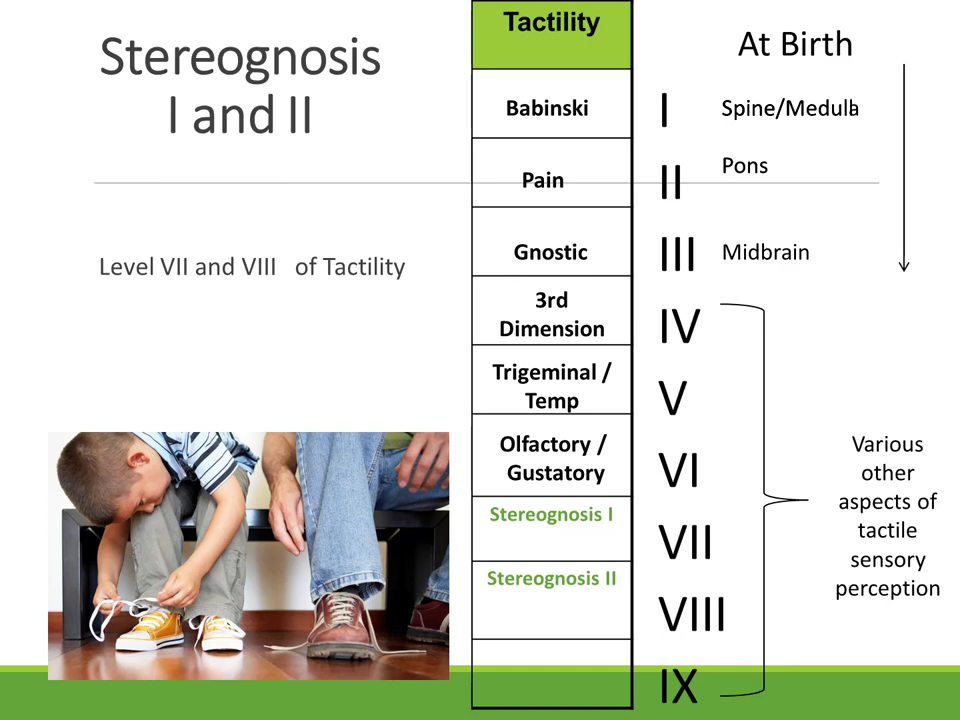 Stereognosis
I and II
Level VII and VIII of Tactility
Tactility
At Birth
Babinski
I
Spine/Medulla
Pain
II
Pons
Gnostic
III
Midbrain
3rd
Dimension
IV
Trigeminal /
Temp
V
Olfactory /
Gustatory
VI
Stereognosis I
VII
Stereognosis II
VIII
IX
Various
other
aspects of
tactile
sensory
perception